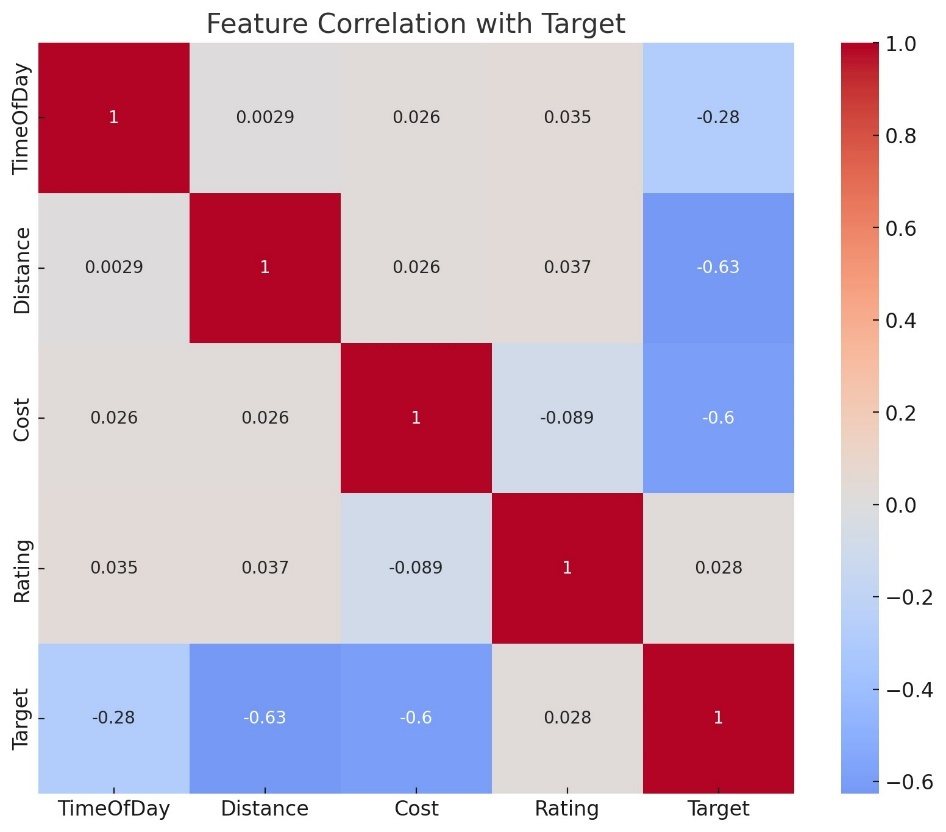 Feature Correlation with Target
TimeOfDay 1 0.0029 0.026 0.035 -0.28
Distance 0.0029 1 0.026 0.037 -0.63
Cost 0.026 0.026 1 -0.089 -0.6
Rating 0.035 0.037 -0.089 1 0.028
Target -0.28 -0.63 -0.6 0.028 1
TimeOfDay Distance Cost Rating Target
1.0
0.8
0.6
0.4
0.2
0.0
−0.2
−0.4
−0.6